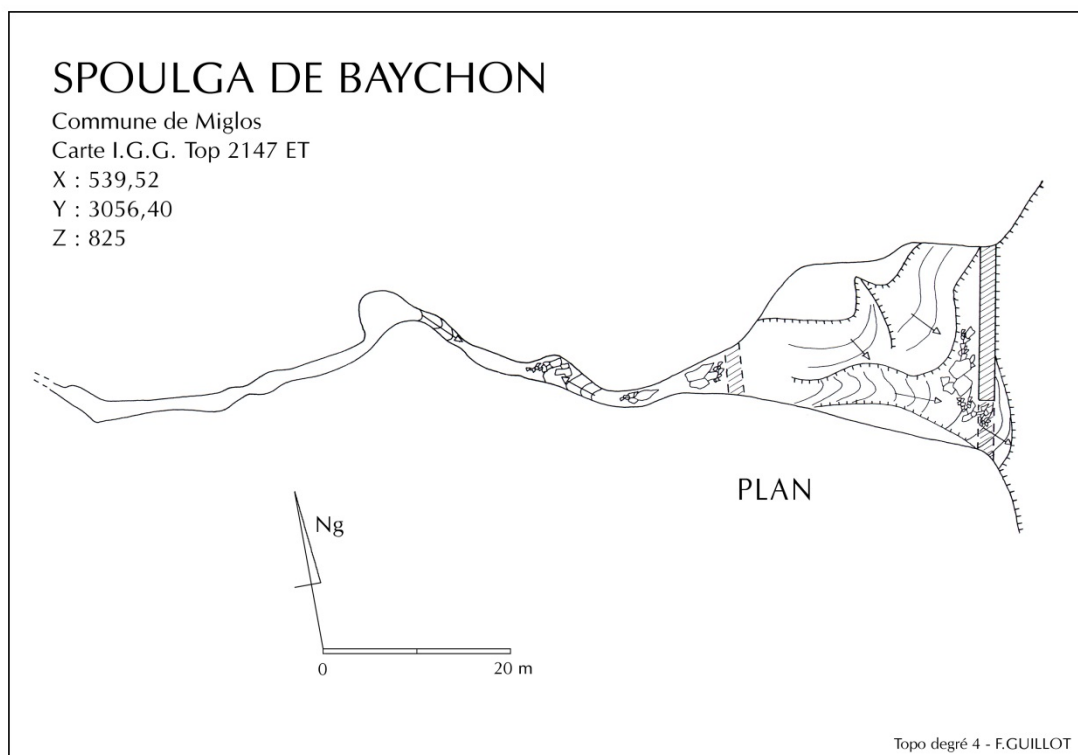 SPOULGA DE BAYCHON
Commune de Miglos
Carte I.G.G. Top 2147 ET
X : 539,52
Y : 3056,40
Z : 825
PLAN
Ng
0 20 m
Topo degré 4 - F.GUILLOT